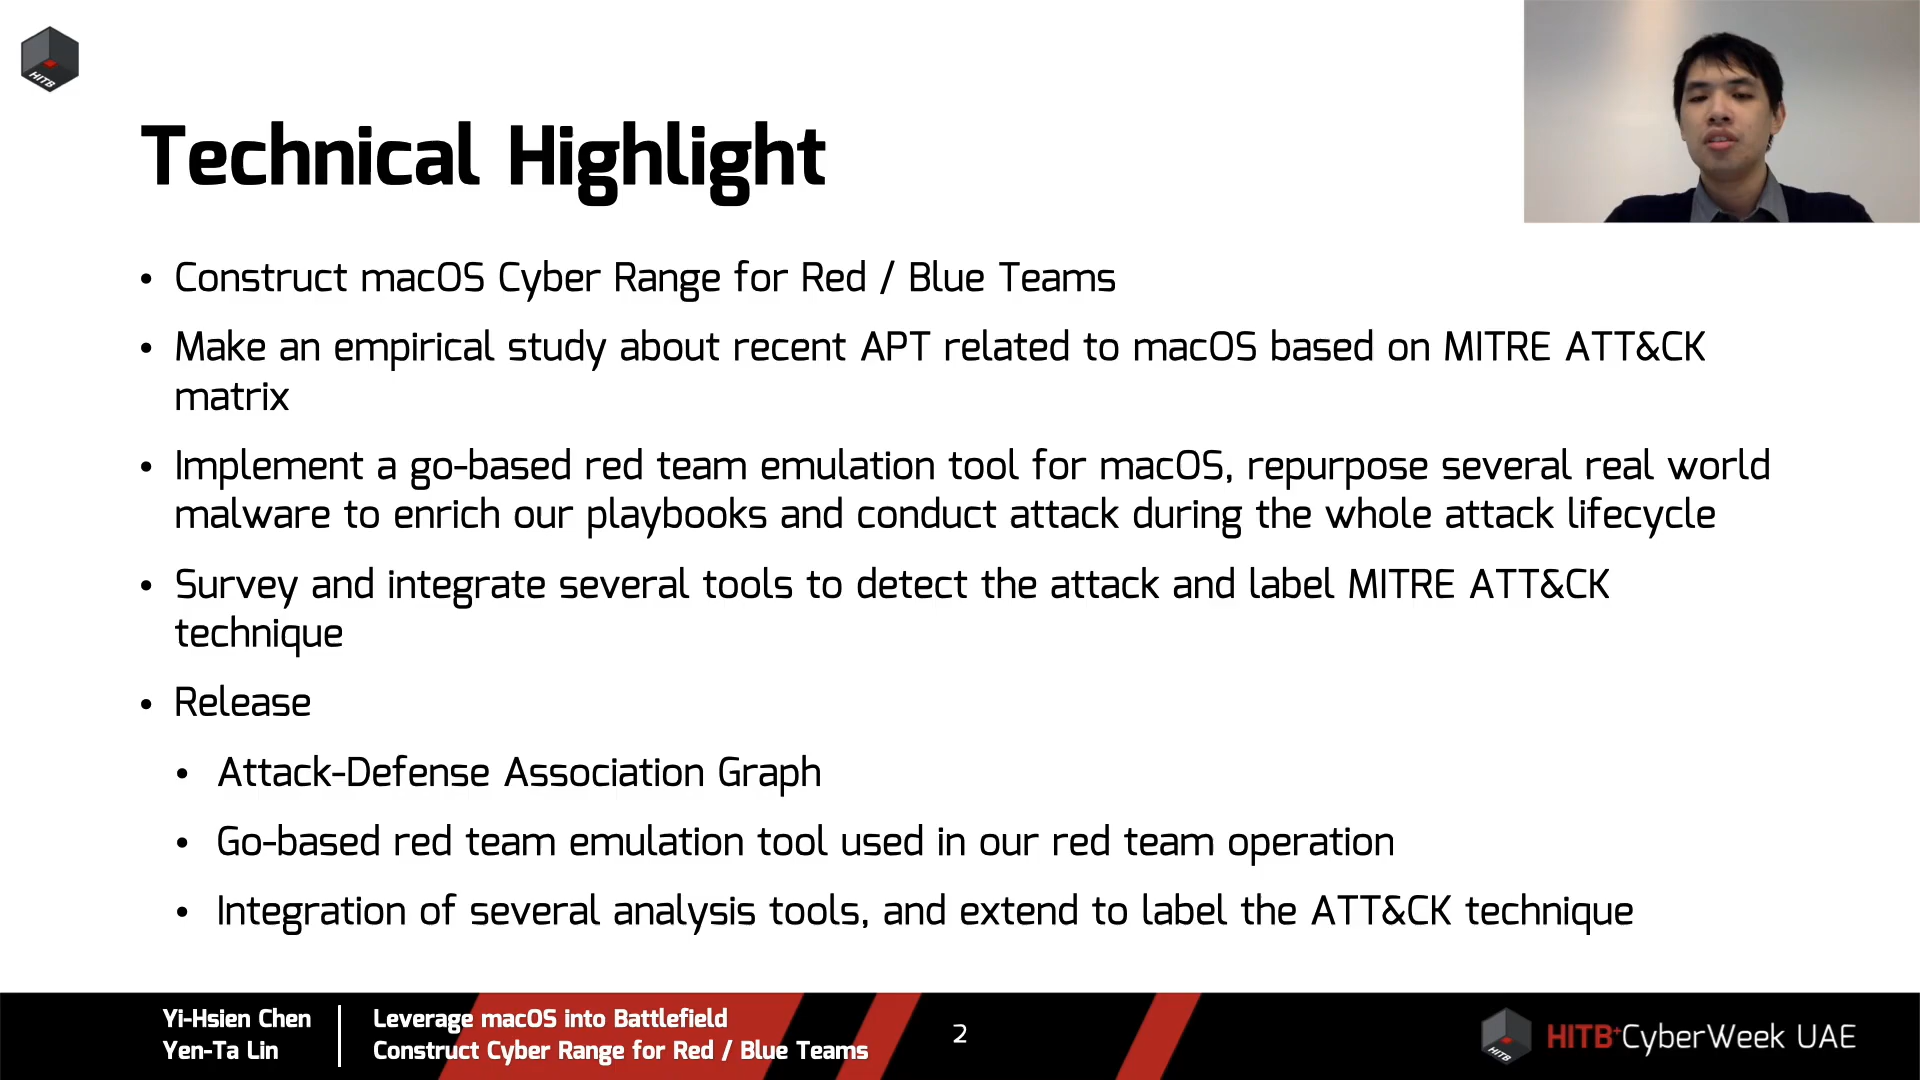 HITB
Technical Highlight
• Construct macOS Cyber Range for Red / Blue Teams
• Make an empirical study about recent APT related to macOS based on MITRE ATT&CK
matrix
• Implement a go-based red team emulation tool for macOS, repurpose several real world
malware to enrich our playbooks and conduct attack during the whole attack lifecycle
• Survey and integrate several tools to detect the attack and label MITRE ATT&CK
technique
• Release
• Attack-Defense Association Graph
• Go-based red team emulation tool used in our red team operation
• Integration of several analysis tools, and extend to label the ATT&CK technique
Yi-Hsien Chen
Yen-Ta Lin
Leverage macOS into Battlefield
Construct Cyber Range for Red / Blue Teams
2
HITB
HITB+CyberWeek UAE